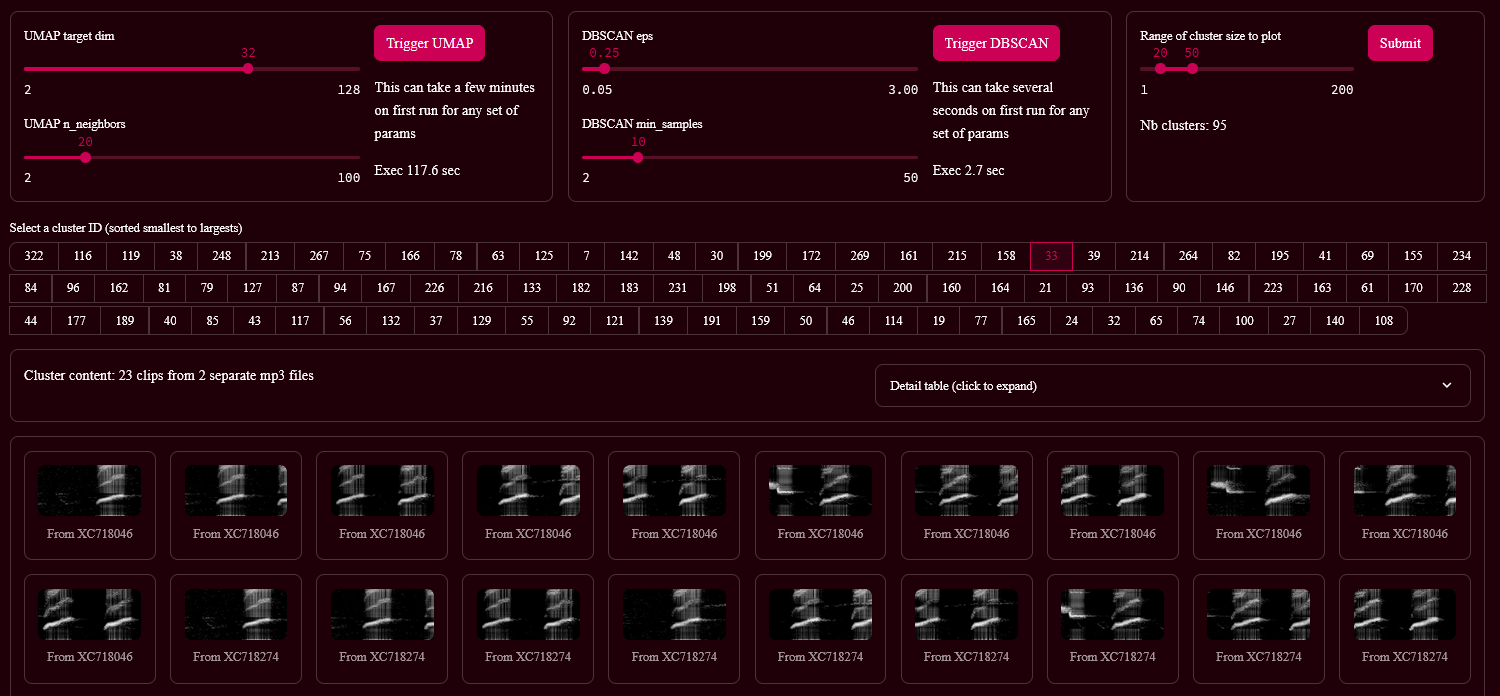 UMAP target dim
32
2 128
UMAP n_neighbors
20
2 100
Trigger UMAP
This can take a few minutes
on first run for any set of
params
Exec 117.6 sec
DBSCAN eps
0.25
0.05 3.00
DBSCAN min_samples
10
2 50
Trigger DBSCAN
This can take several
seconds on first run for any
set of params
Exec 2.7 sec
Range of cluster size to plot
20 50
1 200
Nb clusters: 95
Submit
Select a cluster ID (sorted smallest to largests)
322 116 119 38 248 213 267 75 166 78 63 125 7 142 48 30 199 172 269 161 215 158 33 39 214 264 82 195 41 69 155 234
84 96 162 81 79 127 87 94 167 226 216 133 182 183 231 198 51 64 25 200 160 164 21 93 136 90 146 223 163 61 170 228
44 177 189 40 85 43 117 56 132 37 129 55 92 121 139 191 159 50 46 114 19 77 165 24 32 65 74 100 27 140 108
Cluster content: 23 clips from 2 separate mp3 files
Detail table (click to expand)
From XC718046 From XC718046 From XC718046 From XC718046 From XC718046 From XC718046 From XC718046 From XC718046 From XC718046 From XC718046
From XC718046 From XC718274 From XC718274 From XC718274 From XC718274 From XC718274 From XC718274 From XC718274 From XC718274 From XC718274